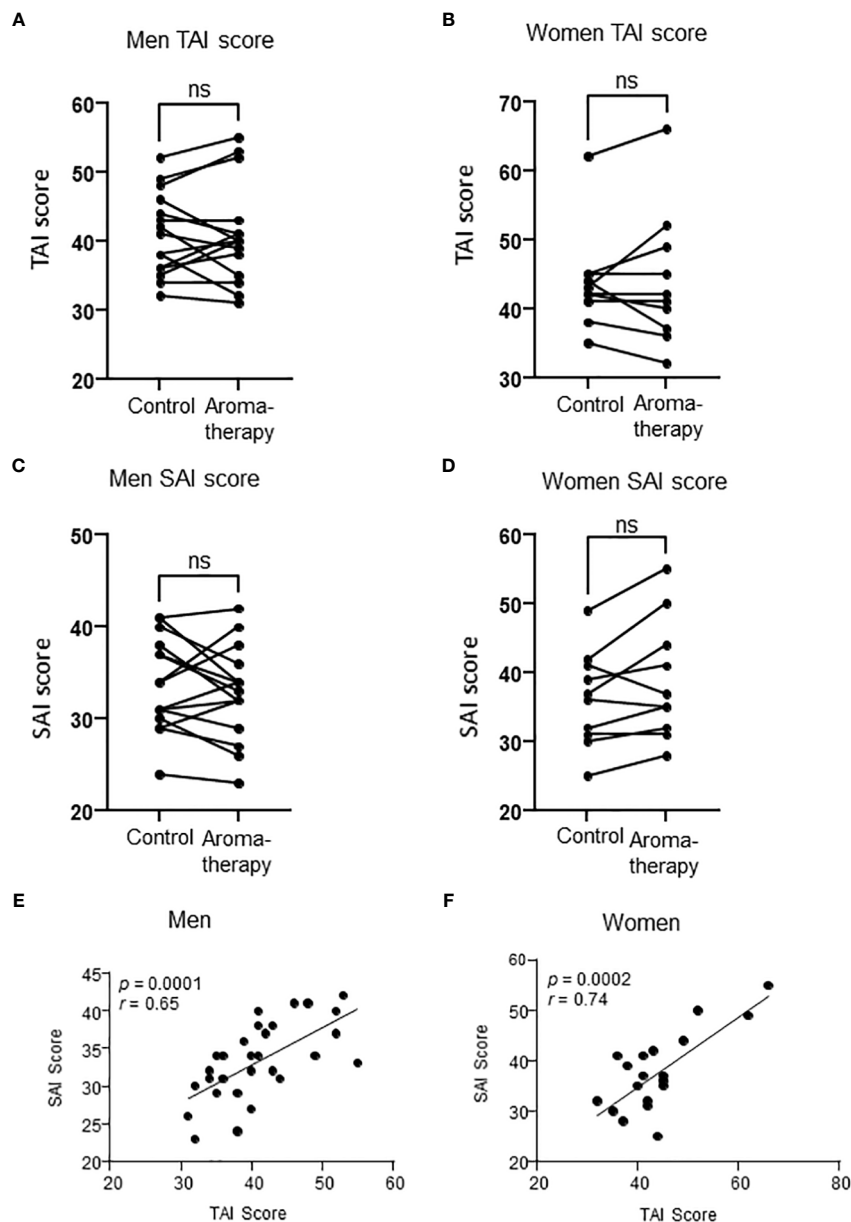 A
Men TAI score
ns
60
50
40
30
20
TAI score
Control Aroma-
therapy
B
Women TAI score
ns
70
60
50
40
30
TAI score
Control Aroma-
therapy
C
Men SAI score
ns
50
40
30
20
SAI score
Control Aroma-
therapy
D
Women SAI score
ns
60
50
40
30
20
SAI score
Control Aroma-
therapy
E
Men
p = 0.0001
r = 0.65
45
40
35
30
25
20
SAI Score
20 30 40 50 60
TAI Score
F
Women
p = 0.0002
r = 0.74
60
50
40
30
20
SAI Score
20 40 60 80
TAI Score